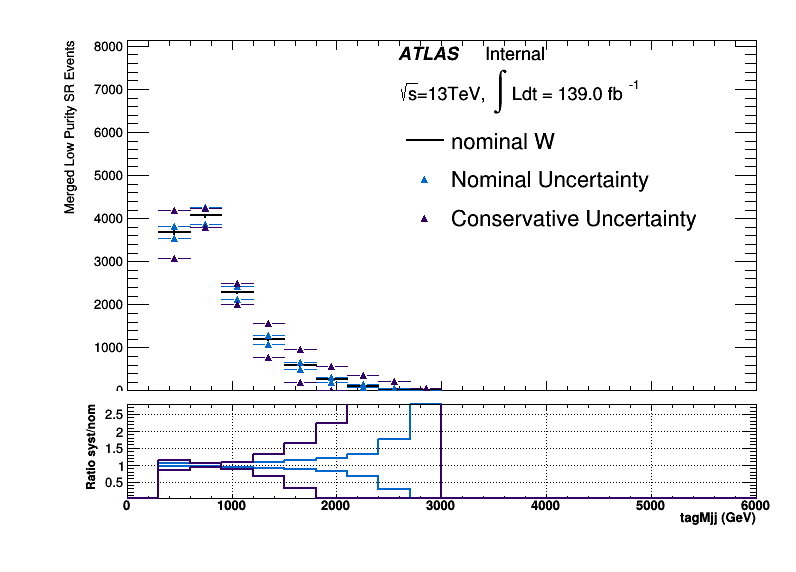 ATLAS Internal
√s=13TeV, ∫ Ldt = 139.0 fb -1
nominal W
Nominal Uncertainty
Conservative Uncertainty
Merged Low Purity SR Events
8000
7000
6000
5000
4000
3000
2000
1000
0
Ratio syst/nom
2.5
2
1.5
1
0.5
0 1000 2000 3000 4000 5000 6000
tagMjj (GeV)